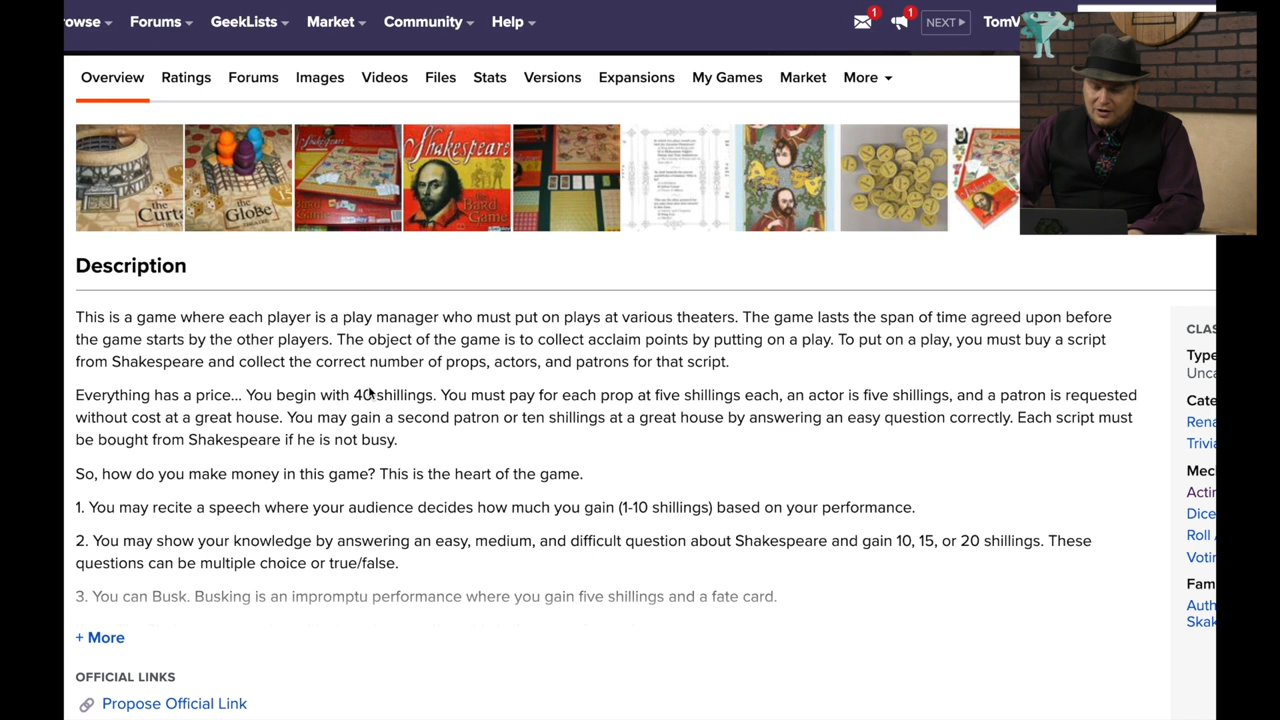 Forums
GeekLists
Market
Community
Help
1
1
NEXT
Overview
Ratings
Forums
Images
Videos
Files
Stats
Versions
Expansions
My Games
Market
More
the
the
GLOBE
Shakespeare
Bard
Game
Description
This is a game where each player is a play manager who must put on plays at various theaters. The game lasts the span of time agreed upon before
the game starts by the other players. The object of the game is to collect acclaim points by putting on a play. To put on a play, you must buy a script
from Shakespeare and collect the correct number of props, actors, and patrons for that script.
Everything has a price... You begin with 40 shillings. You must pay for each prop at five shillings each, an actor is five shillings, and a patron is requested
without cost at a great house. You may gain a second patron or ten shillings at a great house by answering an easy question correctly. Each script must
be bought from Shakespeare if he is not busy.
So, how do you make money in this game? This is the heart of the game.
1. You may recite a speech where your audience decides how much you gain (1-10 shillings) based on your performance.
2. You may show your knowledge by answering an easy, medium, and difficult question about Shakespeare and gain 10, 15, or 20 shillings. These
questions can be multiple choice or true/false.
3. You can Busk. Busking is an impromptu performance where you gain five shillings and a fate card.
+ More
OFFICIAL LINKS
Propose Official Link
CLAS
Type
Unca
Cate
Rena
Trivia
Mec
Actin
Dice
Roll
Votin
Fam
Auth
Skak